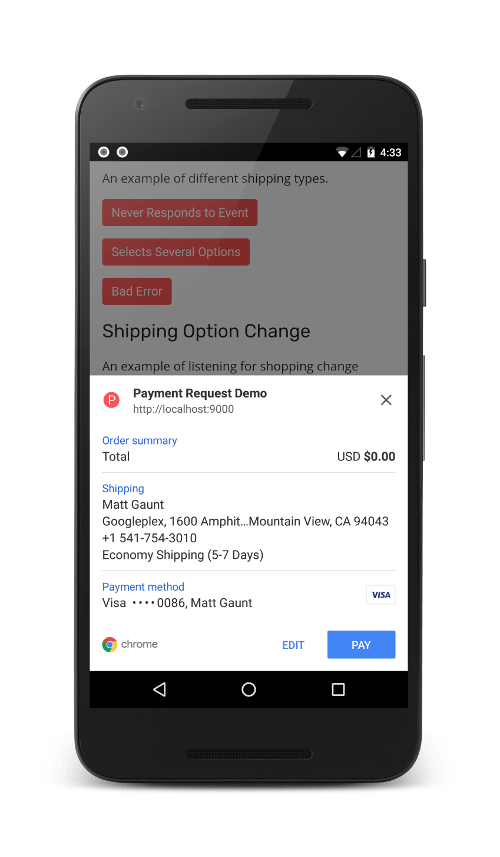 4:33
An example of different shipping types.
Never Responds to Event
Selects Several Options
Bad Error
Shipping Option Change
An example of listening for shopping change
P
Payment Request Demo
http://localhost:9000
Order summary
Total USD $0.00
Shipping
Matt Gaunt
Googleplex, 1600 Amphit...Mountain View, CA 94043
+1 541-754-3010
Economy Shipping (5-7 Days)
Payment method
Visa ••••0086, Matt Gaunt VISA
chrome EDIT PAY